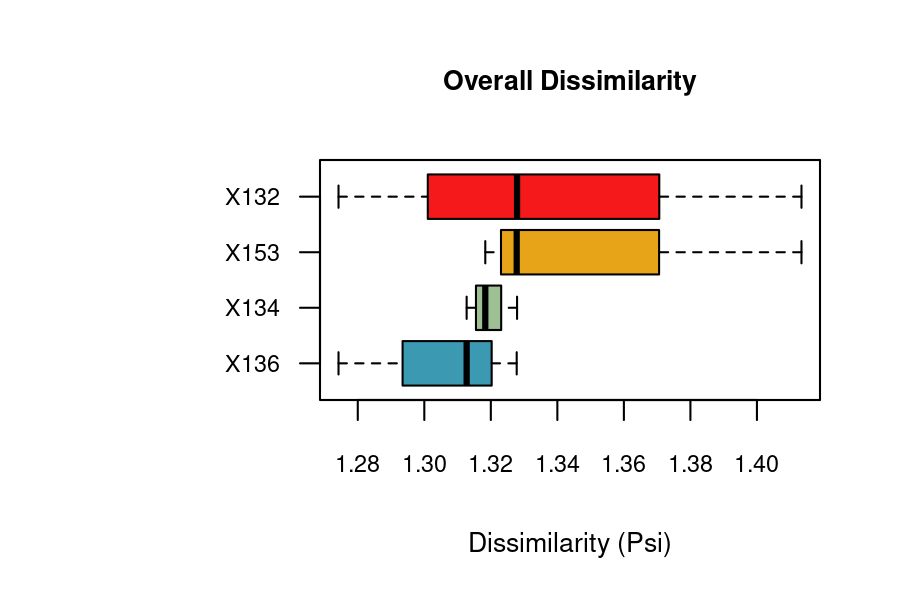 Overall Dissimilarity
X132
X153
X134
X136
1.28 1.30 1.32 1.34 1.36 1.38 1.40
Dissimilarity (Psi)